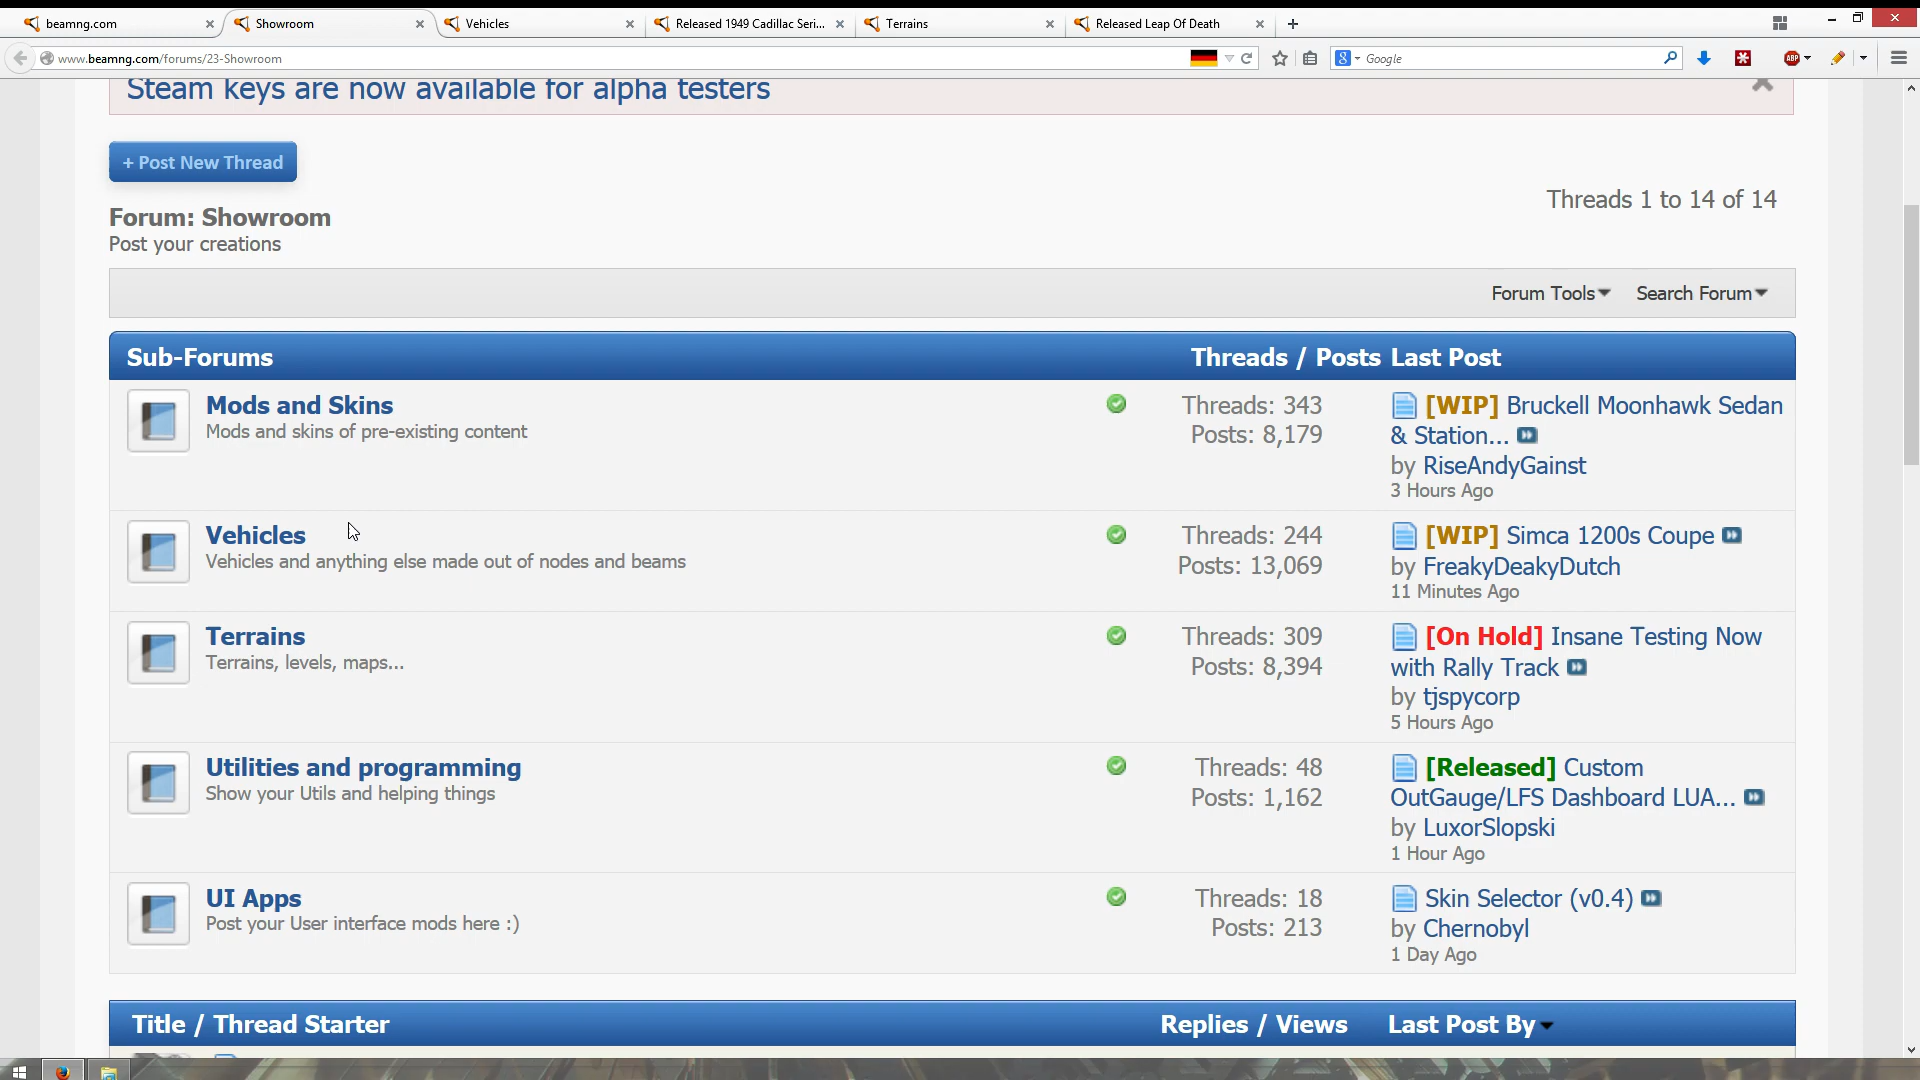 beamng.com
Showroom
Vehicles
Released 1949 Cadillac Seri...
Terrains
Released Leap Of Death
www.beamng.com/forums/23-Showroom
Google
ABP
Steam keys are now available for alpha testers
+ Post New Thread
Threads 1 to 14 of 14
Forum: Showroom
Post your creations
Forum Tools
Search Forum
Sub-Forums
Threads / Posts
Last Post
Mods and Skins
Mods and skins of pre-existing content
Threads: 343
Posts: 8,179
[WIP] Bruckell Moonhawk Sedan
& Station...
by RiseAndyGainst
3 Hours Ago
Vehicles
Vehicles and anything else made out of nodes and beams
Threads: 244
Posts: 13,069
[WIP] Simca 1200s Coupe
by FreakyDeakyDutch
11 Minutes Ago
Terrains
Terrains, levels, maps...
Threads: 309
Posts: 8,394
[On Hold] Insane Testing Now
with Rally Track
by tjspycorp
5 Hours Ago
Utilities and programming
Show your Utils and helping things
Threads: 48
Posts: 1,162
[Released] Custom
OutGauge/LFS Dashboard LUA...
by LuxorSlopski
1 Hour Ago
UI Apps
Post your User interface mods here :)
Threads: 18
Posts: 213
Skin Selector (v0.4)
by Chernobyl
1 Day Ago
Title / Thread Starter
Replies / Views
Last Post By